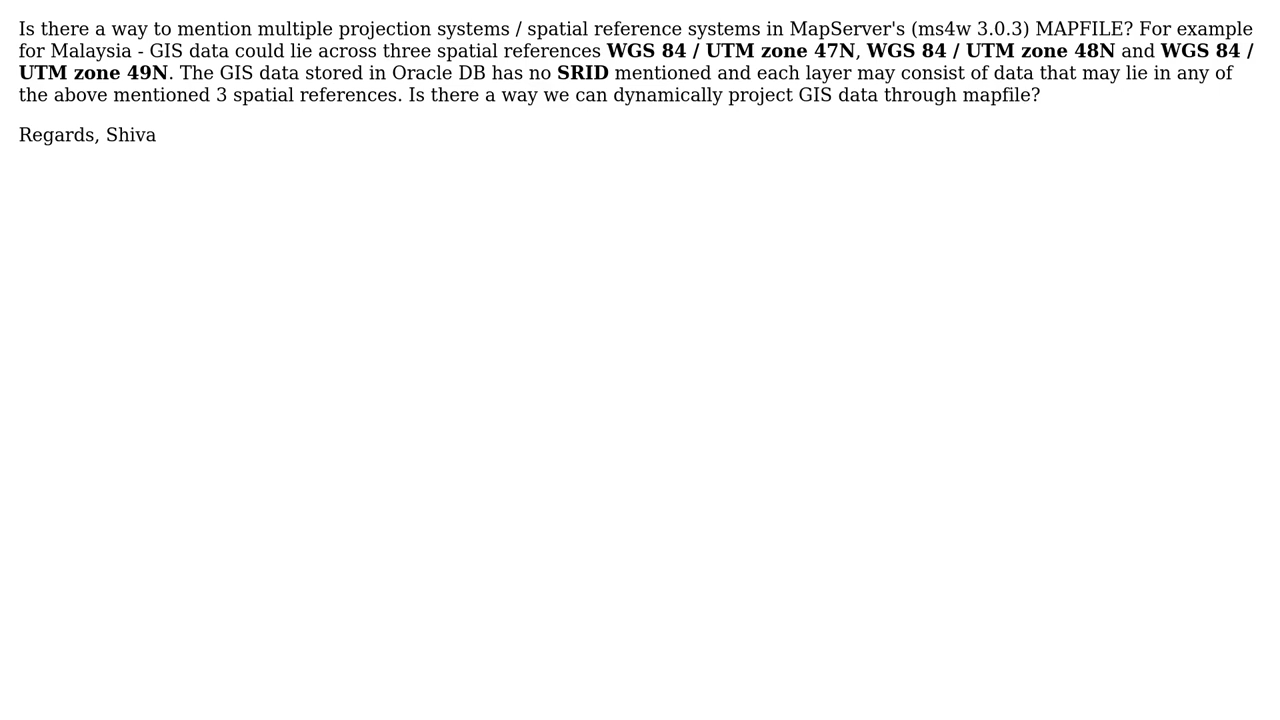 Is there a way to mention multiple projection systems / spatial reference systems in MapServer's (ms4w 3.0.3) MAPFILE? For example
for Malaysia - GIS data could lie across three spatial references WGS 84 / UTM zone 47N, WGS 84 / UTM zone 48N and WGS 84 /
UTM zone 49N. The GIS data stored in Oracle DB has no SRID mentioned and each layer may consist of data that may lie in any of
the above mentioned 3 spatial references. Is there a way we can dynamically project GIS data through mapfile?
Regards, Shiva